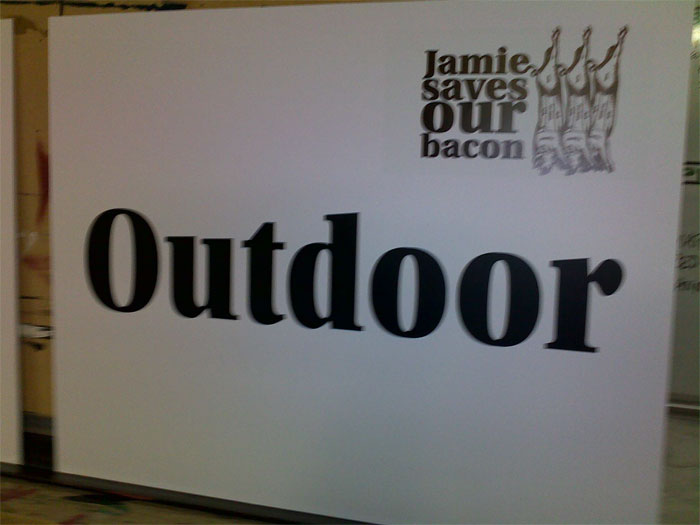 Jamie
saves
our
bacon
Outdoor